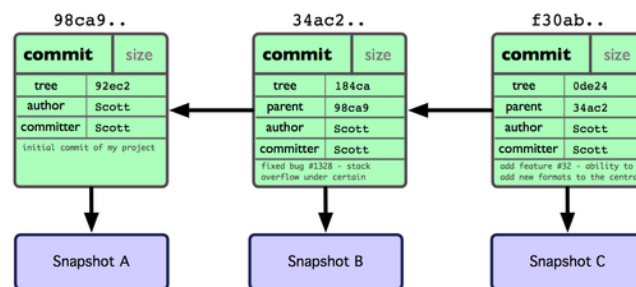 98ca9..
34ac2..
f30ab..
commit size
tree 92ec2
author Scott
committer Scott
initial commit of my project
commit size
tree 184ca
parent 98ca9
author Scott
committer Scott
fixed bug #1328 - stack
overflow under certain
commit size
tree 0de24
parent 34ac2
author Scott
committer Scott
add feature #32 - ability to
add new formats to the centra
Snapshot A
Snapshot B
Snapshot C